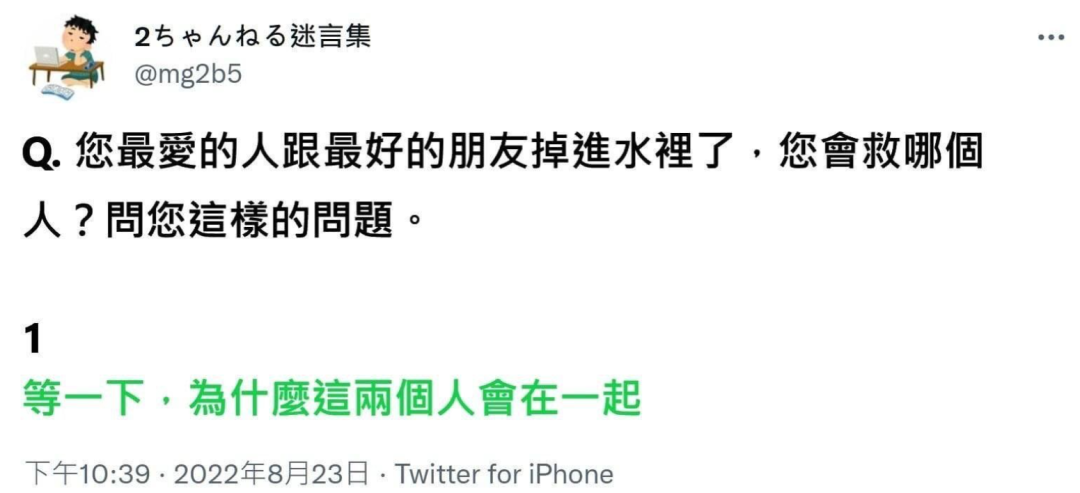 2ちゃんねる迷言集
@mg2b5
Q. 您最愛的人跟最好的朋友掉進水裡了，您會救哪個
人？問您這樣的問題。
1
等一下，為什麼這兩個人會在一起
下午10:39 · 2022年8月23日 · Twitter for iPhone